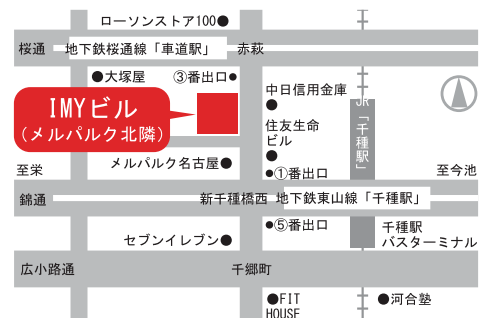 ローソンストア100●
桜通 地下鉄桜通線「車道駅」 赤萩
●大塚屋 ③番出口●
IMYビル
(メルパルク北隣)
中日信用金庫
●
JR「千種駅」
住友生命
ビル
●
メルパルク名古屋●
●①番出口
至栄
至今池
錦通 新千種橋西 地下鉄東山線「千種駅」
●⑤番出口
セブンイレブン●
千種駅
バスターミナル
広小路通 千郷町
●FIT
HOUSE
●河合塾